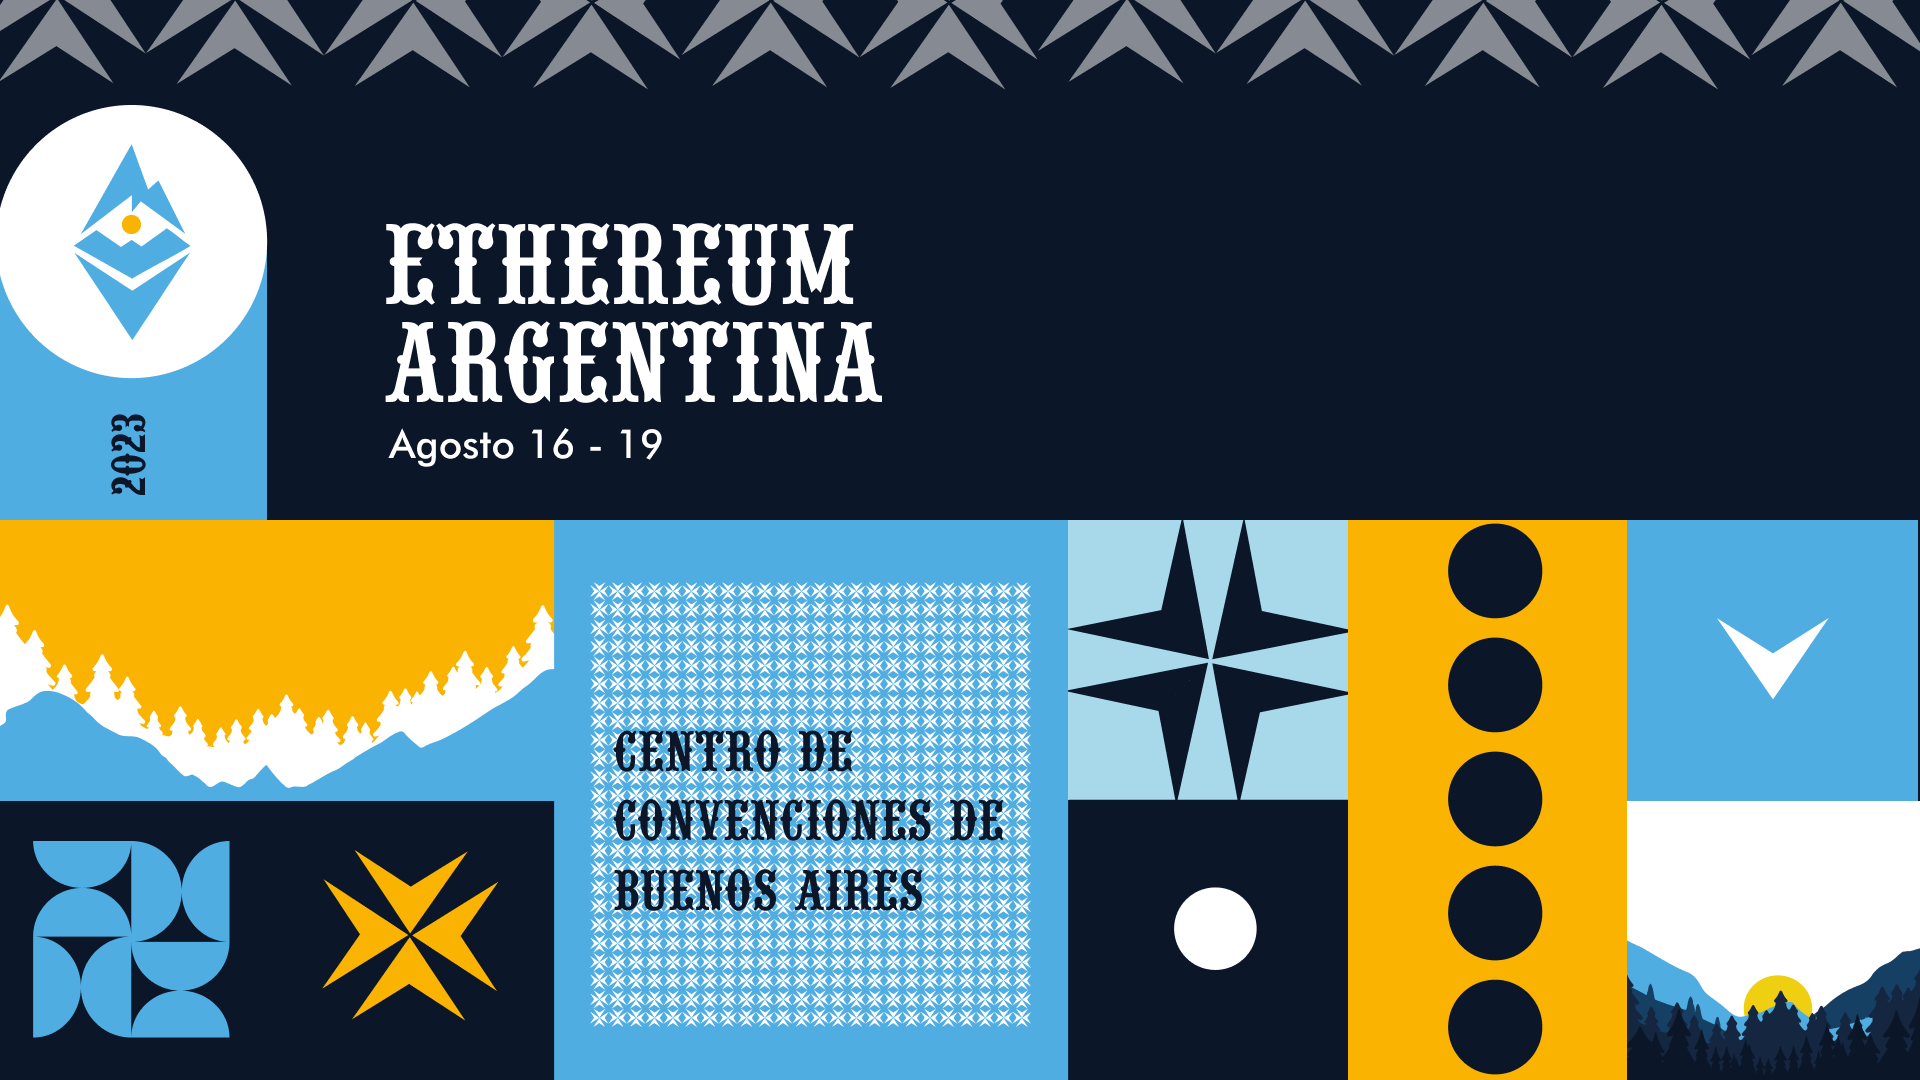 ETHEREUM
ARGENTINA
Agosto 16 - 19
2023
CENTRO DE
CONVENCIONES DE
BUENOS AIRES